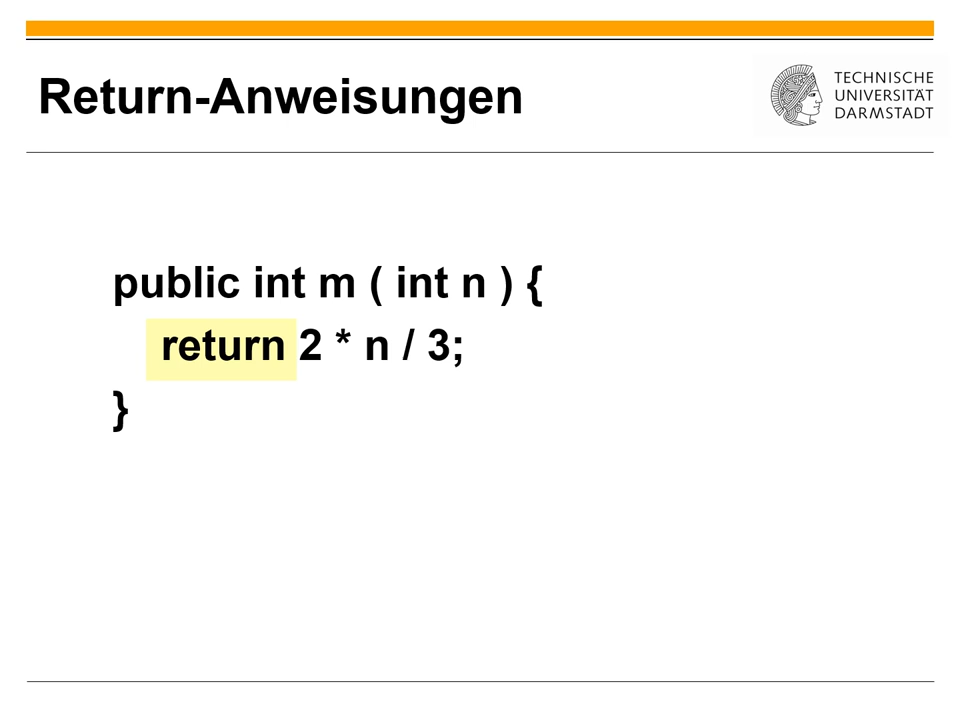 Return-Anweisungen
TECHNISCHE
UNIVERSITÄT
DARMSTADT
public int m ( int n ) {
return 2 * n / 3;
}